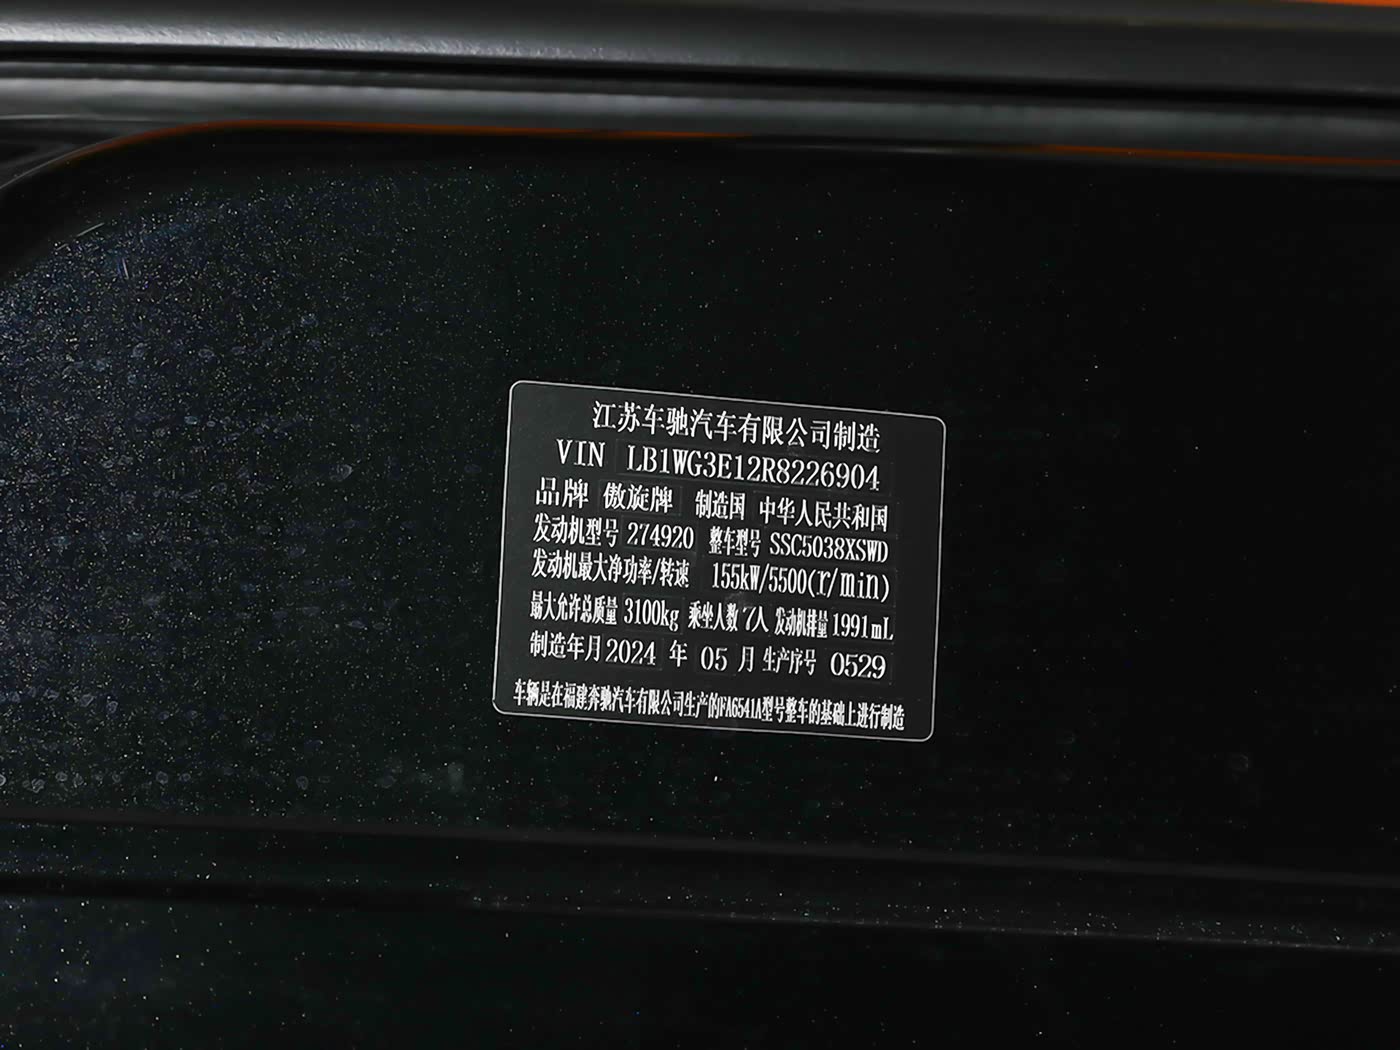 江苏车驰汽车有限公司制造
VIN LB1WG3E12R8226904
品牌 傲旋牌 制造国 中华人民共和国
发动机型号 274920 整车型号 SSC5038XSWD
发动机最大净功率/转速 155kW/5500(r/min)
最大允许总质量 3100kg 乘坐人数 7人 发动机排量 1991mL
制造年月 2024 年 05 月 生产序号 0529
车辆是在福建奔驰汽车有限公司生产的FA6541A型号整车的基础上进行制造